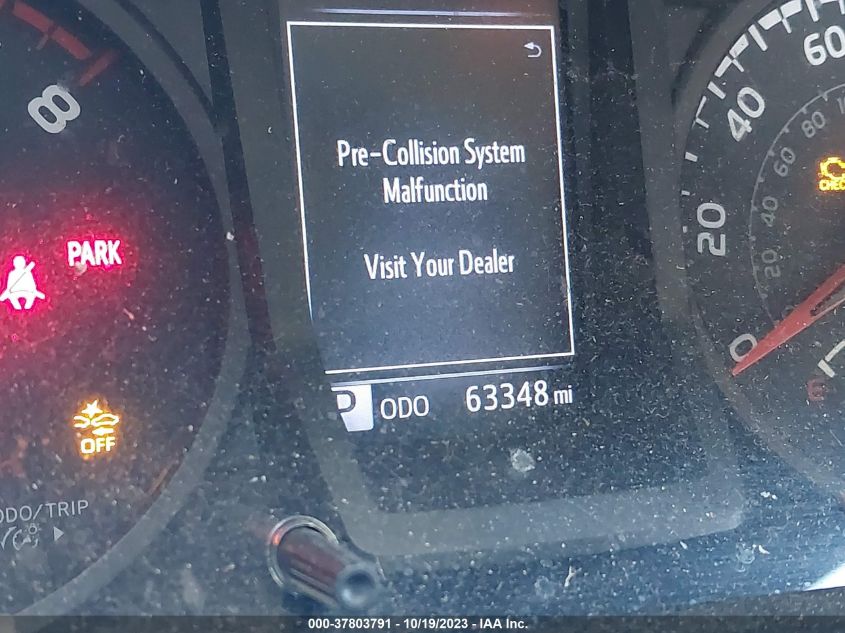 8
PARK
OFF
ODO/TRIP
Pre-Collision System
Malfunction
Visit Your Dealer
P ODO 63348 mi
60
40
20
0
80
60
40
20
CHEC
E
000-37803791 - 10/19/2023 - IAA Inc.